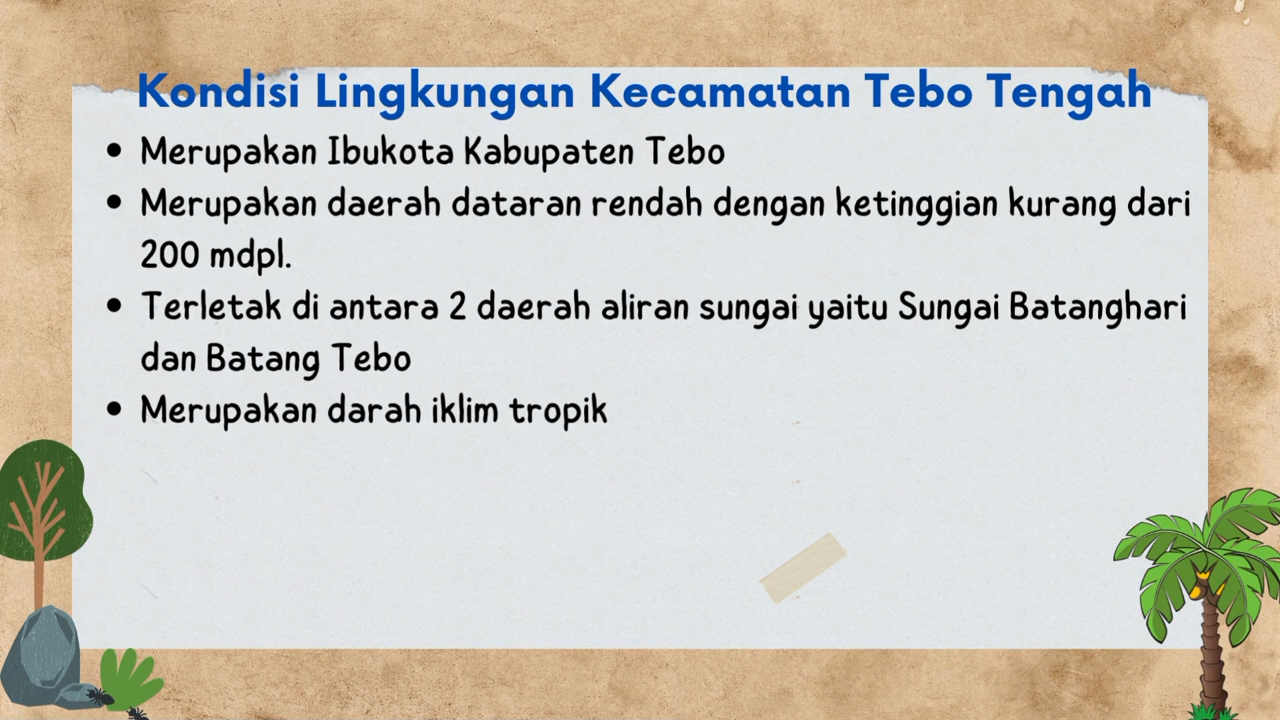 Kondisi Lingkungan Kecamatan Tebo Tengah
• Merupakan Ibukota Kabupaten Tebo
• Merupakan daerah dataran rendah dengan ketinggian kurang dari
200 mdpl.
• Terletak di antara 2 daerah aliran sungai yaitu Sungai Batanghari
dan Batang Tebo
• Merupakan darah iklim tropik